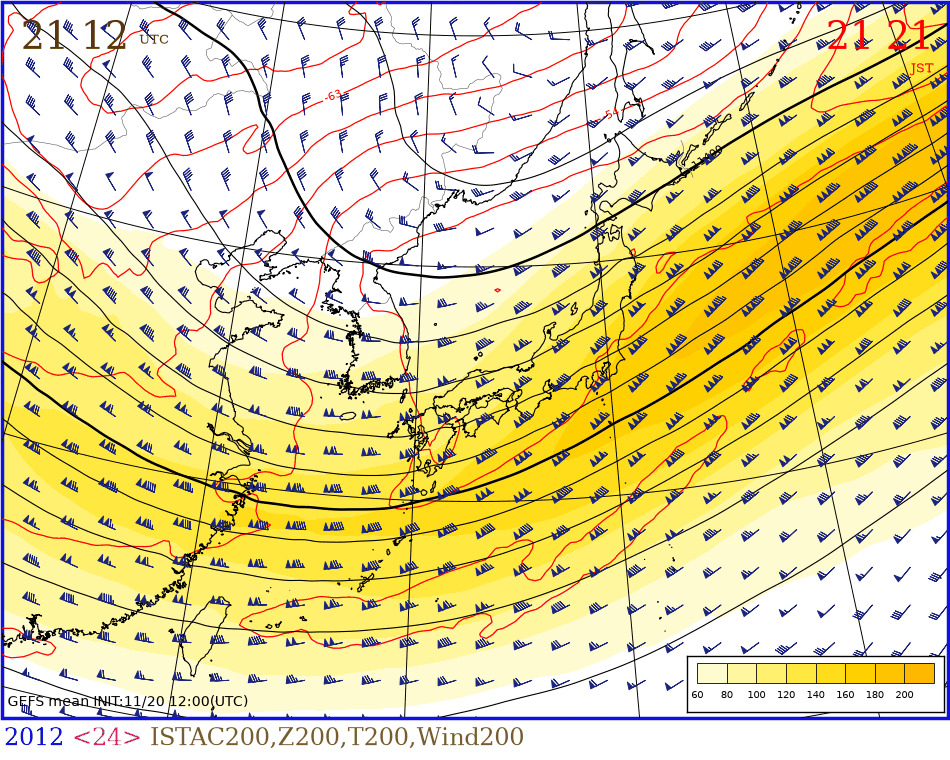 21 12 UTC
21 21
JST
-63
-54
GEFS mean INIT:11/20 12:00(UTC)
60 80 100 120 140 160 180 200
2012 <24> ISTAC200,Z200,T200,Wind200